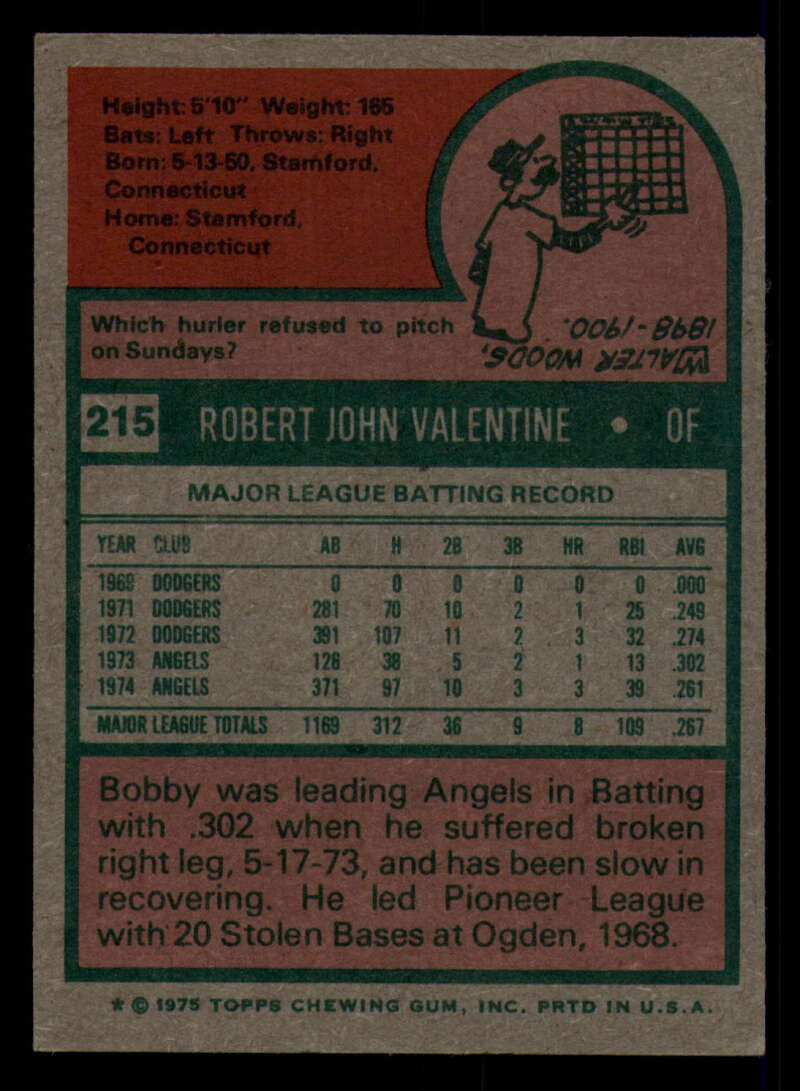 Height: 5'10" Weight: 165
Bats: Left Throws: Right
Born: 5-13-50, Stamford,
Connecticut
Home: Stamford,
Connecticut
Which hurler refused to pitch
on Sundays?
WALTER WOODS,
1898-1900.
215 ROBERT JOHN VALENTINE • OF
MAJOR LEAGUE BATTING RECORD
YEAR CLUB AB H 2B 3B HR RBI AVG
1969 DODGERS 0 0 0 0 0 0 .000
1971 DODGERS 281 70 10 2 1 25 .249
1972 DODGERS 391 107 11 2 3 32 .274
1973 ANGELS 126 38 5 2 1 13 .302
1974 ANGELS 371 97 10 3 3 39 .261
MAJOR LEAGUE TOTALS 1169 312 36 9 8 109 .267
Bobby was leading Angels in Batting
with .302 when he suffered broken
right leg, 5-17-73, and has been slow in
recovering. He led Pioneer League
with 20 Stolen Bases at Ogden, 1968.
* © 1975 TOPPS CHEWING GUM, INC. PRTD IN U.S.A.